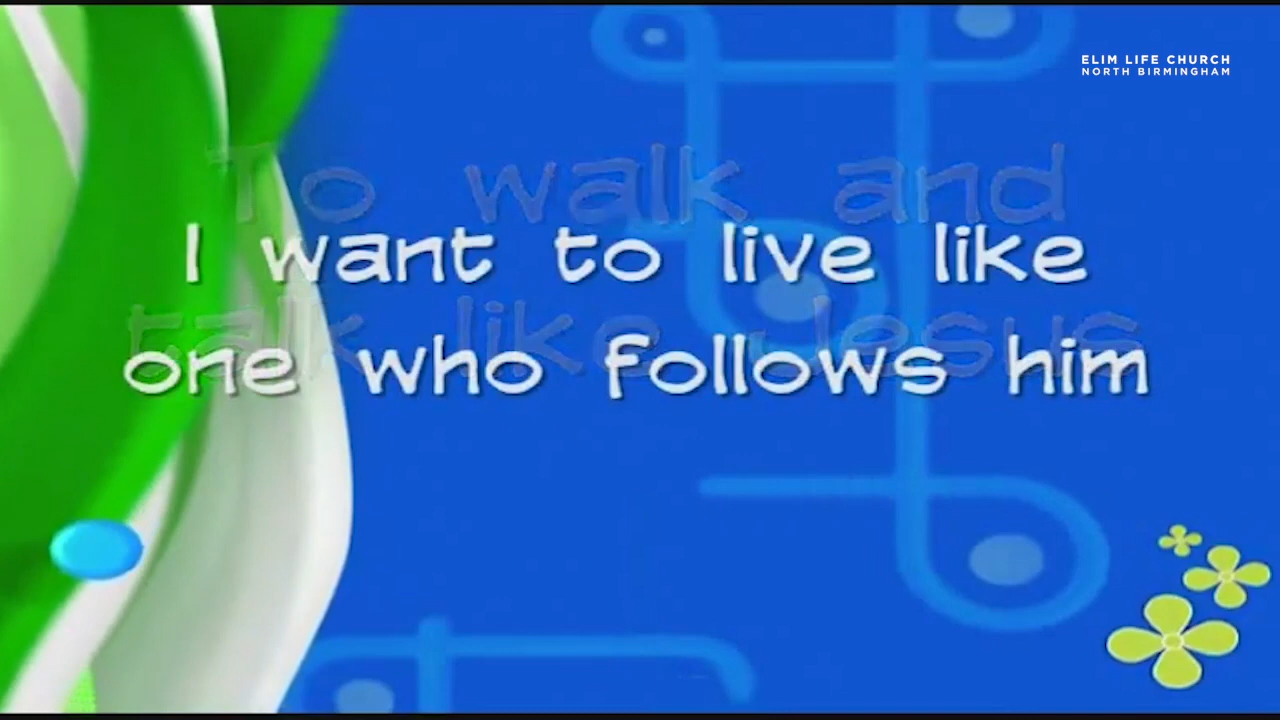 ELIM LIFE CHURCH
NORTH BIRMINGHAM
To walk and
I want to live like
talk like Jesus
one who follows him